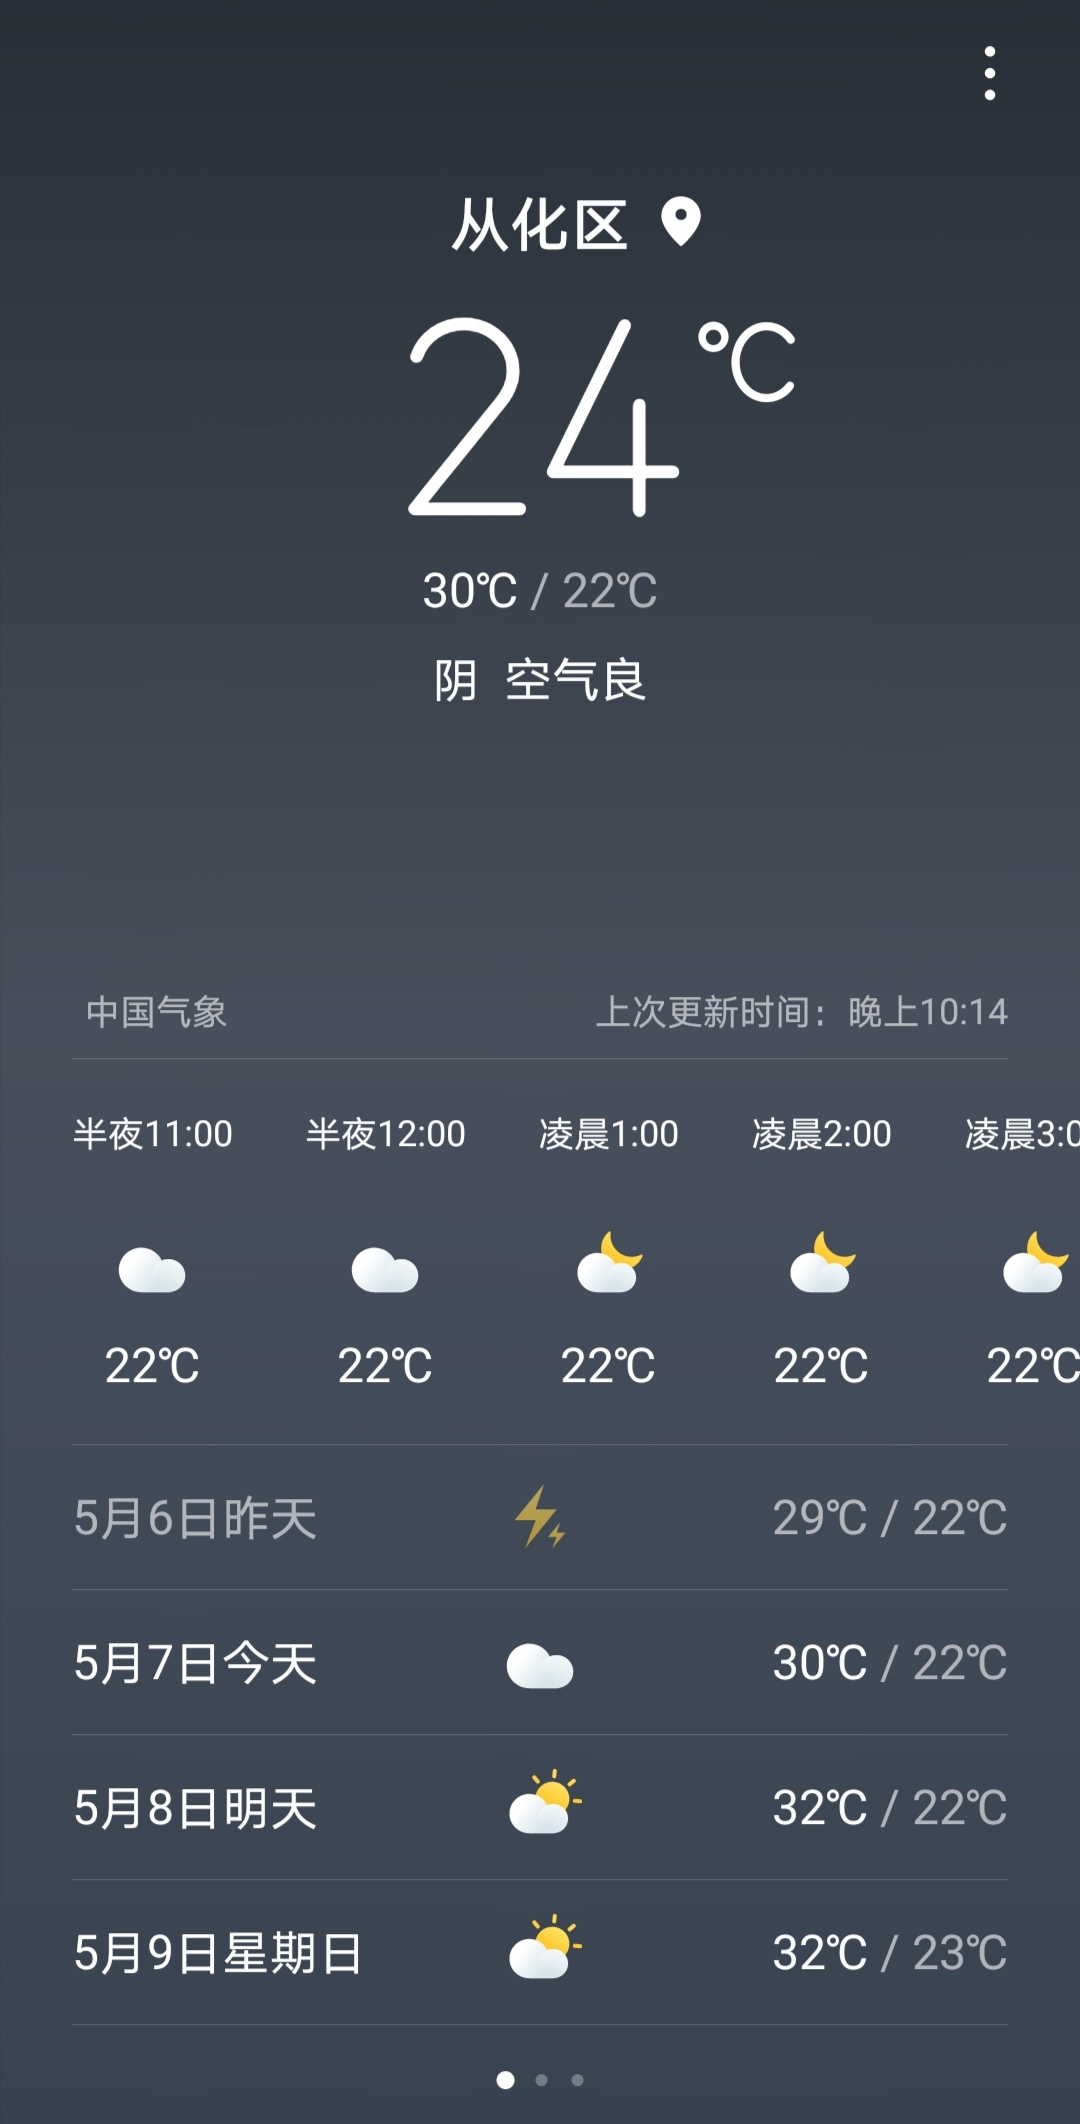 从化区
24℃
30℃ / 22℃
阴 空气良
中国气象 上次更新时间：晚上10:14
半夜11:00 半夜12:00 凌晨1:00 凌晨2:00 凌晨3:0
22℃ 22℃ 22℃ 22℃ 22℃
5月6日昨天 29℃ / 22℃
5月7日今天 30℃ / 22℃
5月8日明天 32℃ / 22℃
5月9日星期日 32℃ / 23℃